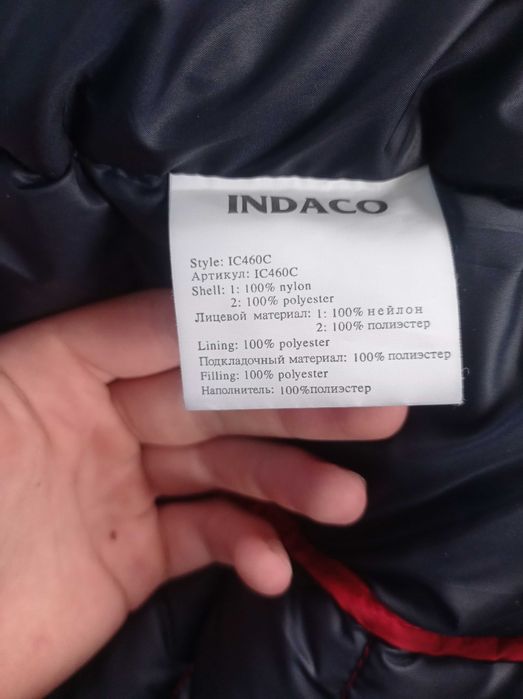 INDACO
Style: IC460C
Артикул: IC460C
Shell: 1: 100% nylon
2: 100% polyester
Лицевой материал: 1: 100% нейлон
2: 100% полиэстер
Lining: 100% polyester
Подкладочный материал: 100% полиэстер
Filling: 100% polyester
Наполнитель: 100%полиэстер